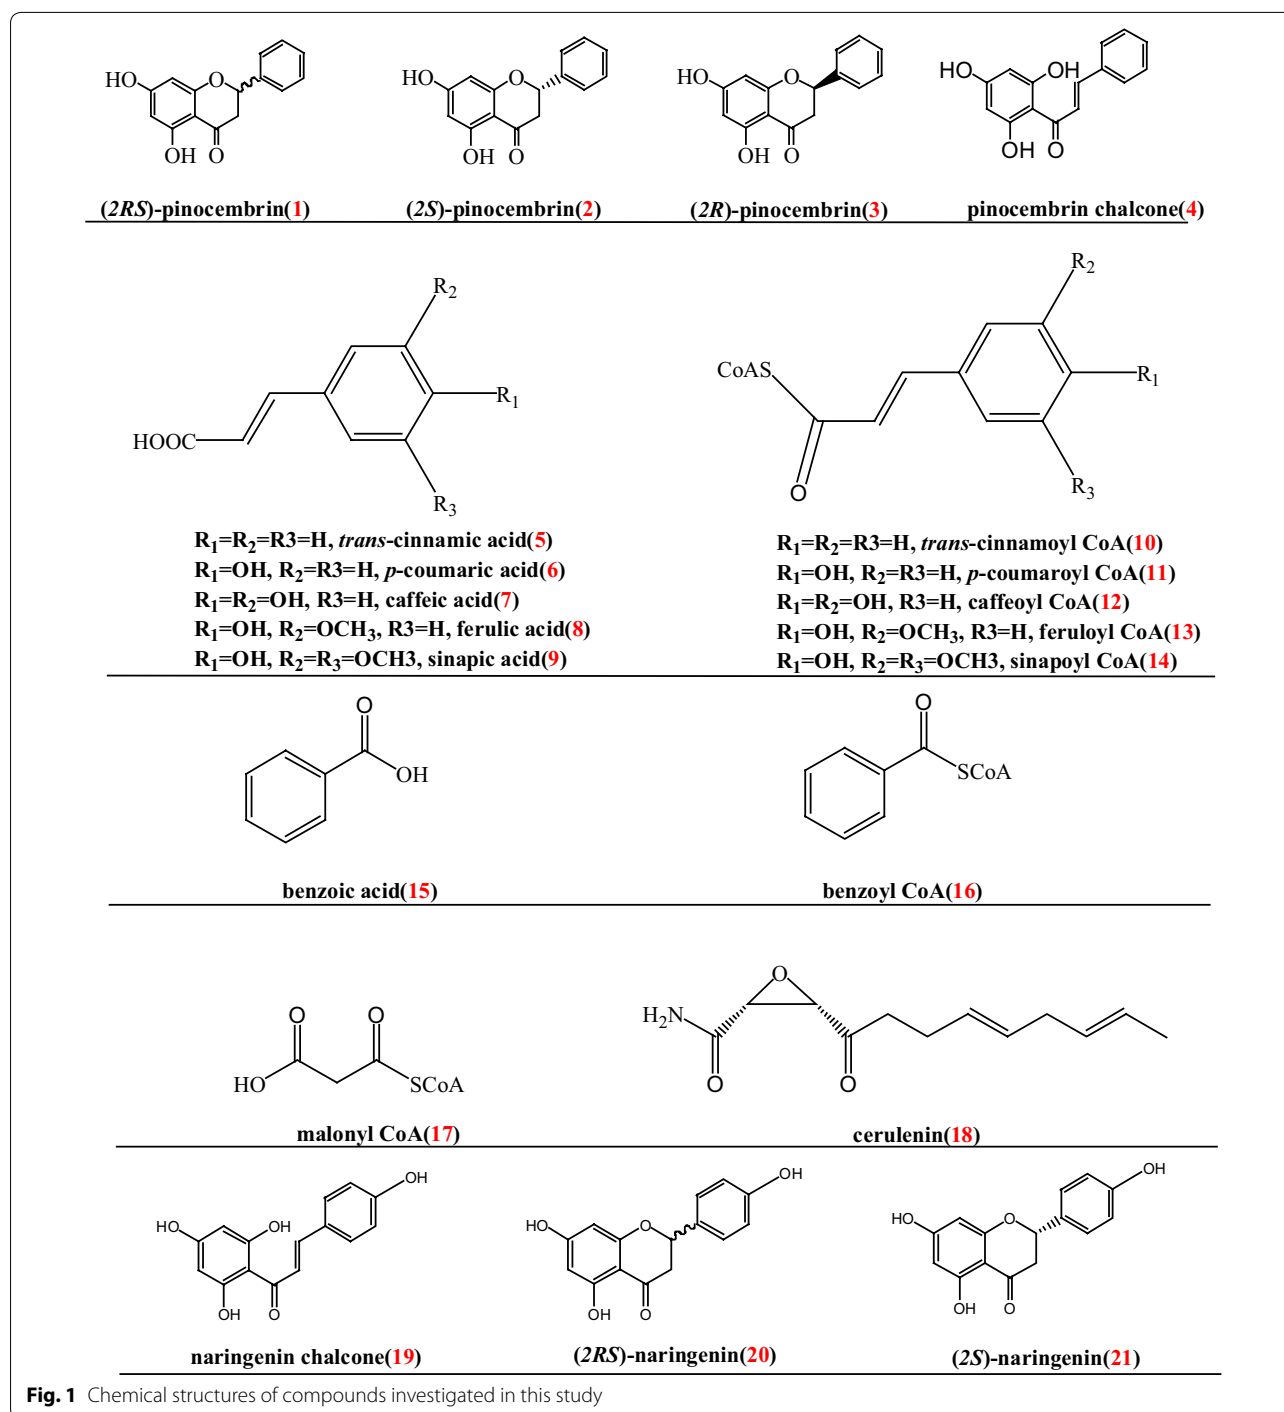 HO O
OH O
HO O
OH O
HO O
OH O
HO OH
OH O
(2RS)-pinocembrin(1) (2S)-pinocembrin(2) (2R)-pinocembrin(3) pinocembrin chalcone(4)
R2
R1
HOOC
R3
R2
CoAS
R1
O
R3
R1=R2=R3=H, trans-cinnamic acid(5)
R1=OH, R2=R3=H, p-coumaric acid(6)
R1=R2=OH, R3=H, caffeic acid(7)
R1=OH, R2=OCH3, R3=H, ferulic acid(8)
R1=OH, R2=R3=OCH3, sinapic acid(9)
R1=R2=R3=H, trans-cinnamoyl CoA(10)
R1=OH, R2=R3=H, p-coumaroyl CoA(11)
R1=R2=OH, R3=H, caffeoyl CoA(12)
R1=OH, R2=OCH3, R3=H, feruloyl CoA(13)
R1=OH, R2=R3=OCH3, sinapoyl CoA(14)
O
OH
O
SCoA
benzoic acid(15) benzoyl CoA(16)
O O
HO SCoA
O
H2N
O O
malonyl CoA(17) cerulenin(18)
OH
HO OH
OH O
OH
HO O
OH O
OH
HO O
OH O
naringenin chalcone(19) (2RS)-naringenin(20) (2S)-naringenin(21)
Fig. 1 Chemical structures of compounds investigated in this study